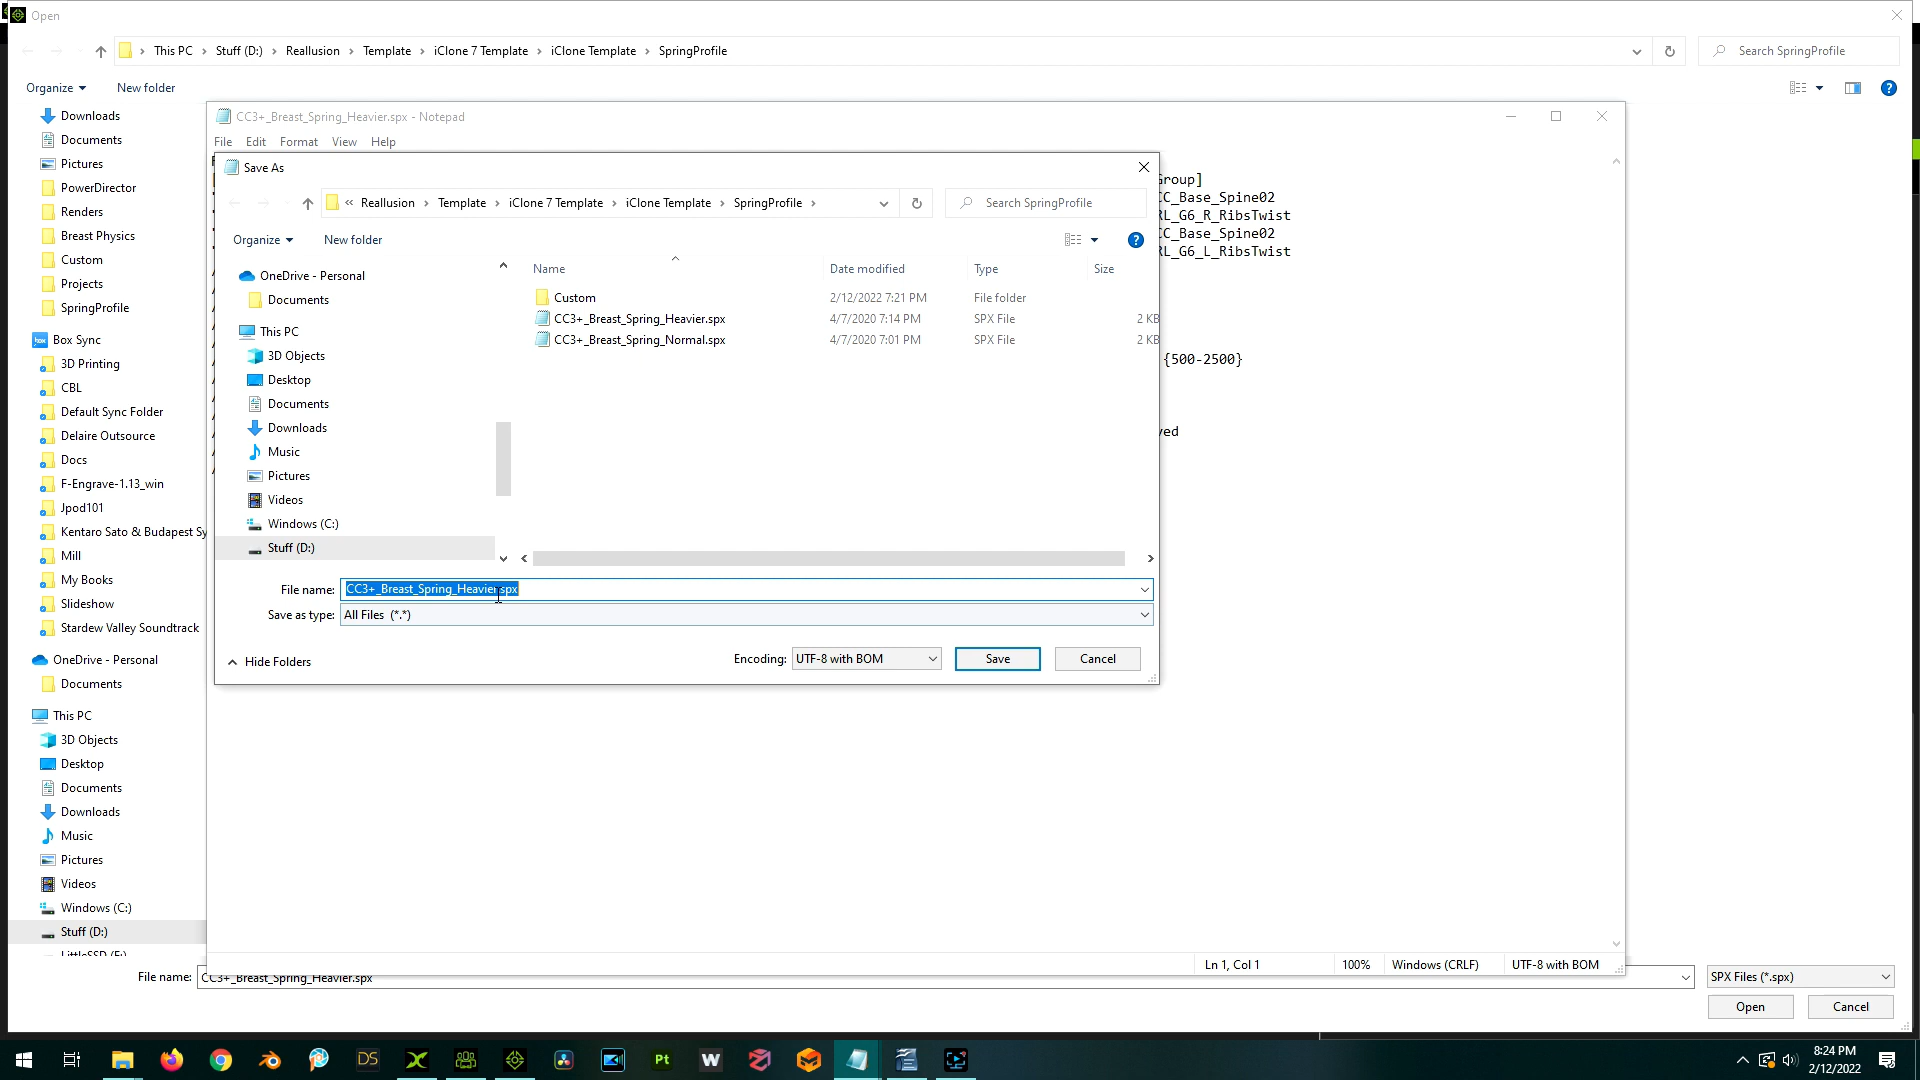 Open
This PC > Stuff (D:) > Reallusion > Template > iClone 7 Template > iClone Template > SpringProfile
Search SpringProfile
Organize
New folder
Downloads
Documents
Pictures
PowerDirector
Renders
Breast Physics
Custom
Projects
SpringProfile
Box Sync
3D Printing
CBL
Default Sync Folder
Delaire Outsource
Docs
F-Engrave-1.13_win
Jpod101
Kentaro Sato & Budapest Sy
Mill
My Books
Slideshow
Stardew Valley Soundtrack
OneDrive - Personal
Documents
This PC
3D Objects
Desktop
Documents
Downloads
Music
Pictures
Videos
Windows (C:)
Stuff (D:)
LittleSSD (F:)
CC3+_Breast_Spring_Heavier.spx - Notepad
File Edit Format View Help
Group]
CC_Base_Spine02
RL_G6_R_RibsTwist
CC_Base_Spine02
RL_G6_L_RibsTwist
{500-2500}
ved
Save As
« Reallusion > Template > iClone 7 Template > iClone Template > SpringProfile >
Search SpringProfile
Organize
New folder
OneDrive - Personal
Documents
This PC
3D Objects
Desktop
Documents
Downloads
Music
Pictures
Videos
Windows (C:)
Stuff (D:)
Name Date modified Type Size
Custom 2/12/2022 7:21 PM File folder
CC3+_Breast_Spring_Heavier.spx 4/7/2020 7:14 PM SPX File 2 KB
CC3+_Breast_Spring_Normal.spx 4/7/2020 7:01 PM SPX File 2 KB
File name: CC3+_Breast_Spring_Heavier.spx
Save as type: All Files (*.*)
Hide Folders
Encoding: UTF-8 with BOM
Save
Cancel
Ln 1, Col 1 100% Windows (CRLF) UTF-8 with BOM
File name: CC3+_Breast_Spring_Heavier.spx
SPX Files (*.spx)
Open
Cancel
DS
Pt
W
8:24 PM
2/12/2022